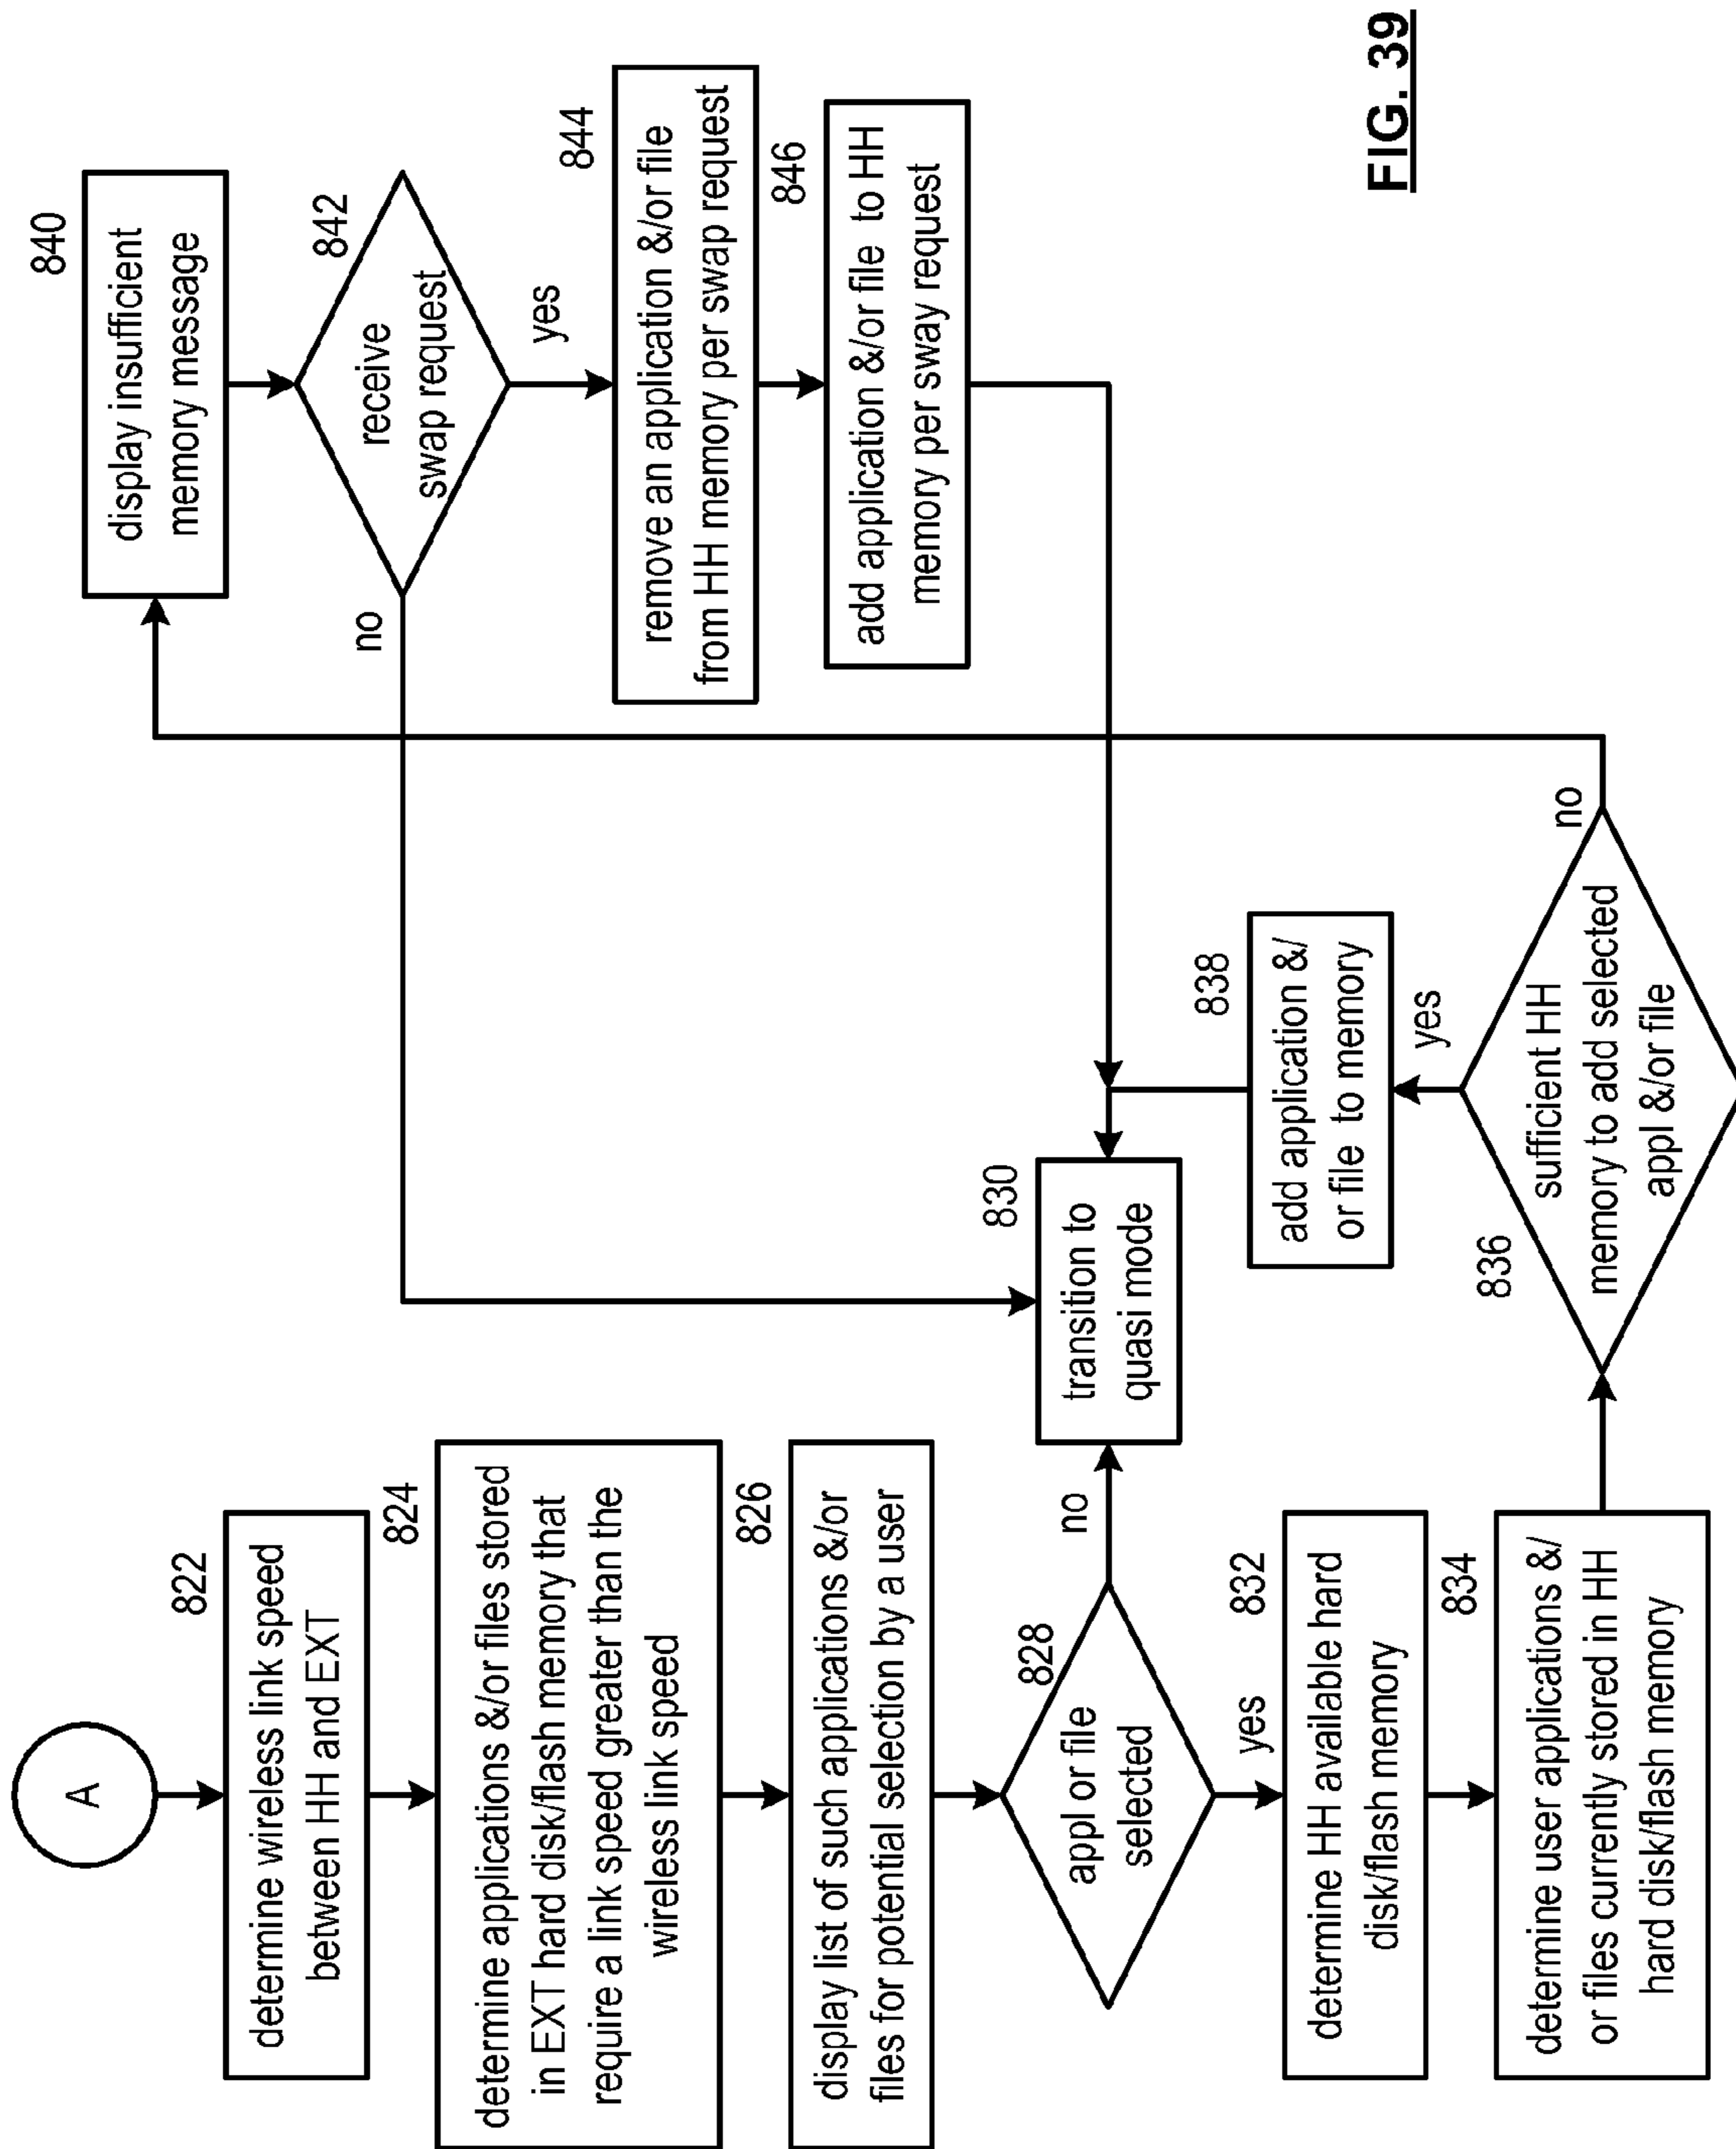 A
822
determine wireless link speed
between HH and EXT
824
determine applications &/or files stored
in EXT hard disk/flash memory that
require a link speed greater than the
wireless link speed
826
display list of such applications &/or
files for potential selection by a user
828
appl or file
selected
no
yes
830
transition to
quasi mode
832
determine HH available hard
disk/flash memory
834
determine user applications &/
or files currently stored in HH
hard disk/flash memory
836
sufficient HH
memory to add selected
appl &/or file
yes
no
838
add application &/
or file to memory
840
display insufficient
memory message
842
receive
swap request
no
yes
844
remove an application &/or file
from HH memory per swap request
846
add application &/or file to HH
memory per sway request
FIG. 39